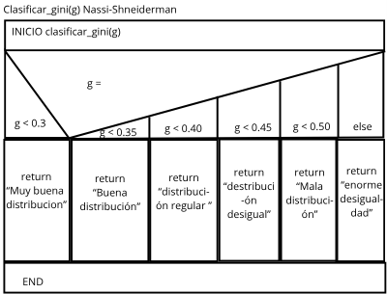 Clasificar_gini(g) Nassi-Shneiderman
INICIO clasificar_gini(g)
g =
g < 0.3
g < 0.35
g < 0.40
g < 0.45
g < 0.50
else
return
“Muy buena
distribucion”
return
“Buena
distribución”
return
“distribuci-
ón regular “
return
“destribuci
-ón
desigual”
return
“Mala
distribuci-
ón”
return
“enorme
desigual-
dad”
END